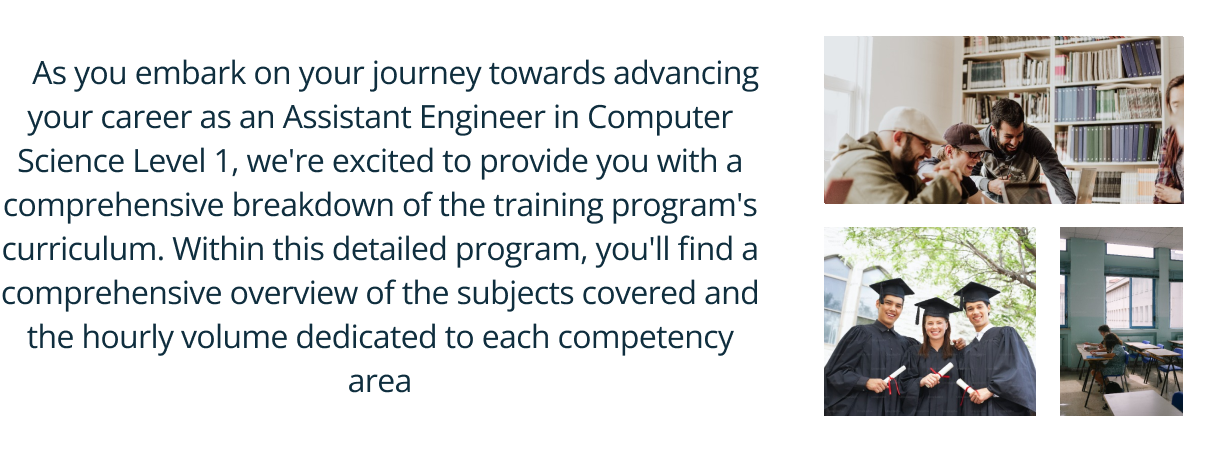 As you embark on your journey towards advancing
your career as an Assistant Engineer in Computer
Science Level 1, we're excited to provide you with a
comprehensive breakdown of the training program's
curriculum. Within this detailed program, you'll find a
comprehensive overview of the subjects covered and
the hourly volume dedicated to each competency
area